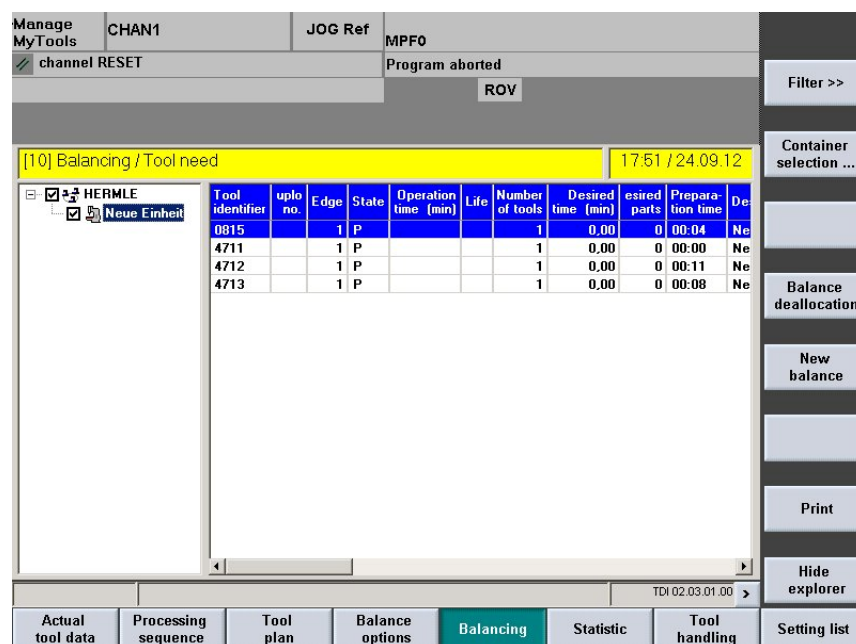 Manage MyTools
CHAN1
JOG Ref
MPF0
channel RESET
Program aborted
ROV
[10] Balancing / Tool need
17:51 / 24.09.12
HERMLE
Neue Einheit
Tool identifier uplo no. Edge State Operation time (min) Life Number of tools Desired time (min) esired parts Prepara-tion time De
0815 1 P 1 0,00 0 00:04 Ne
4711 1 P 1 0,00 0 00:00 Ne
4712 1 P 1 0,00 0 00:11 Ne
4713 1 P 1 0,00 0 00:08 Ne
Filter >>
Container selection ...
Balance deallocation
New balance
Print
Hide explorer
TDI 02.03.01.00 >
Actual tool data
Processing sequence
Tool plan
Balance options
Balancing
Statistic
Tool handling
Setting list